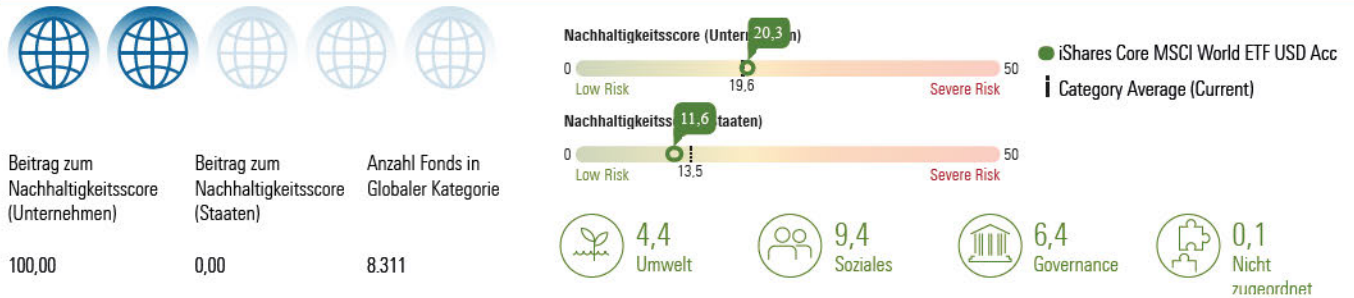 Beitrag zum
Nachhaltigkeitsscore
(Unternehmen)
100,00
Beitrag zum
Nachhaltigkeitsscore
(Staaten)
0,00
Anzahl Fonds in
Globaler Kategorie
8.311
Nachhaltigkeitsscore (Unter 20,3 n)
0 50
Low Risk 19,6 Severe Risk
Nachhaltigkeitss 11,6 taaten)
0 50
Low Risk 13,5 Severe Risk
iShares Core MSCI World ETF USD Acc
Category Average (Current)
4,4
Umwelt
9,4
Soziales
6,4
Governance
0,1
Nicht
zugeordnet